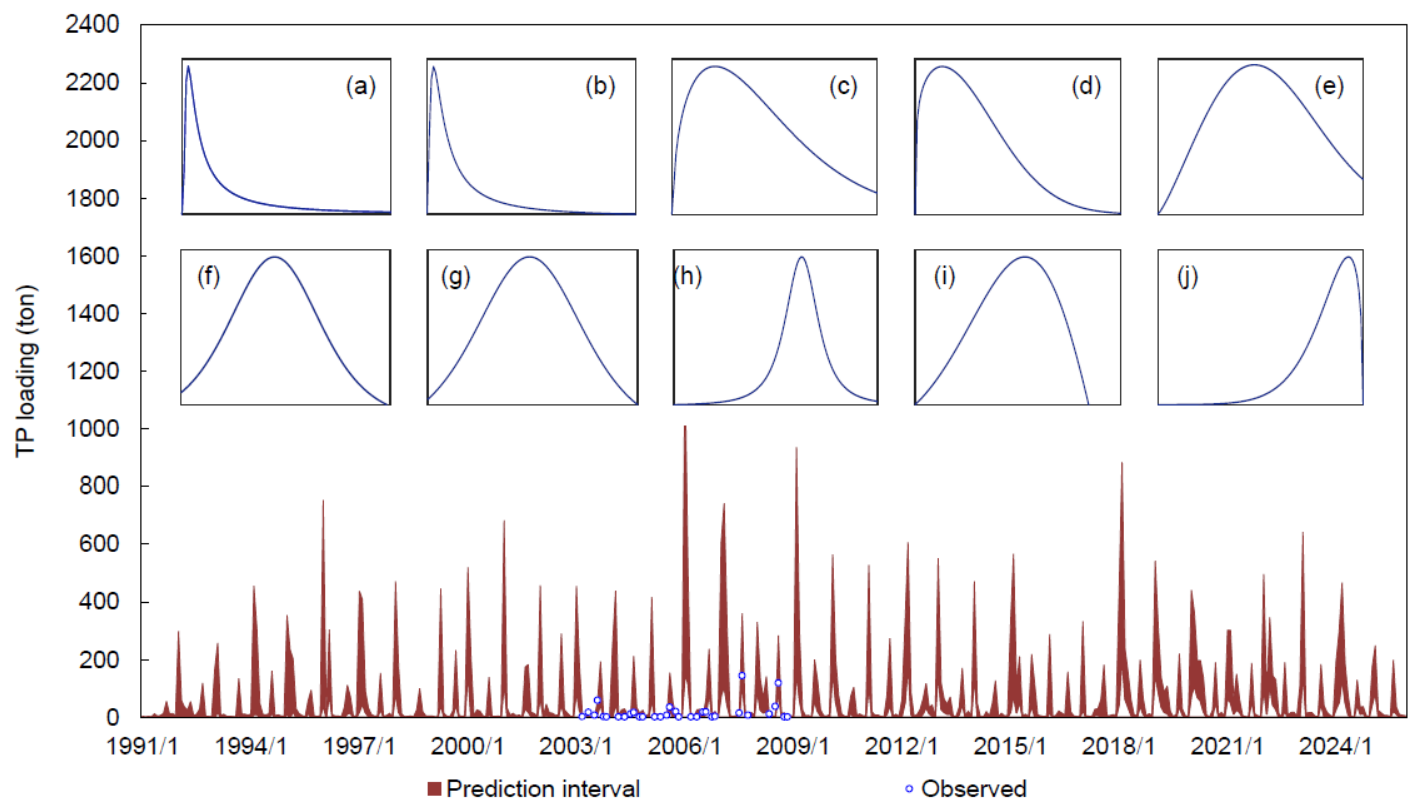 2400
2200
2000
1800
1600
1400
1200
1000
800
600
400
200
0
TP loading (ton)
(a) (b) (c) (d) (e)
(f) (g) (h) (i) (j)
1991/1 1994/1 1997/1 2000/1 2003/1 2006/1 2009/1 2012/1 2015/1 2018/1 2021/1 2024/1
Prediction interval Observed